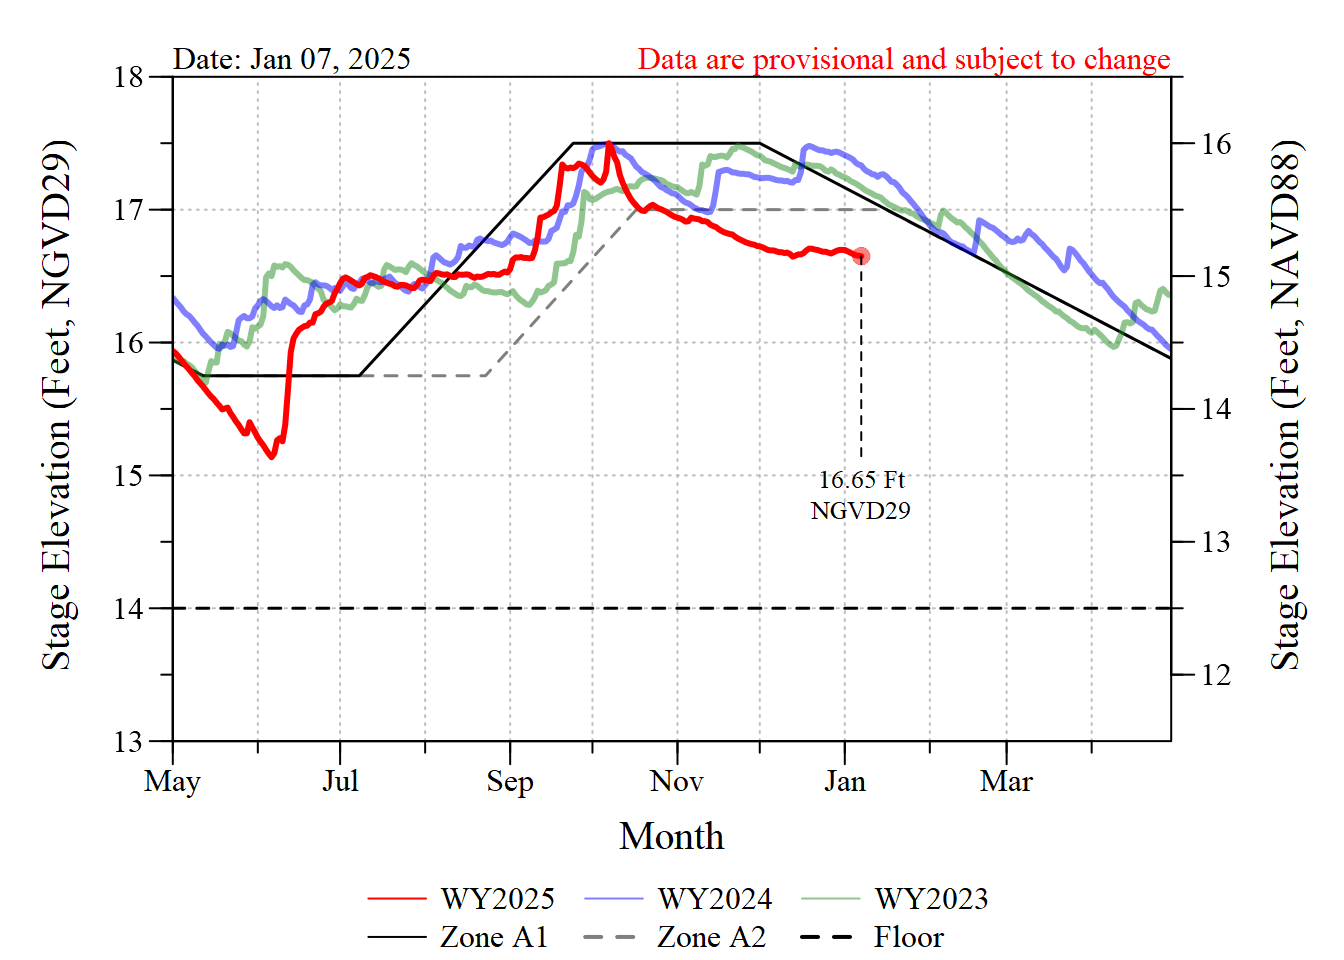 Date: Jan 07, 2025
Data are provisional and subject to change
Stage Elevation (Feet, NGVD29)
18
17
16
15
14
13
16
15
14
13
12
Stage Elevation (Feet, NAVD88)
16.65 Ft
NGVD29
May Jul Sep Nov Jan Mar
Month
WY2025 WY2024 WY2023
Zone A1 Zone A2 Floor